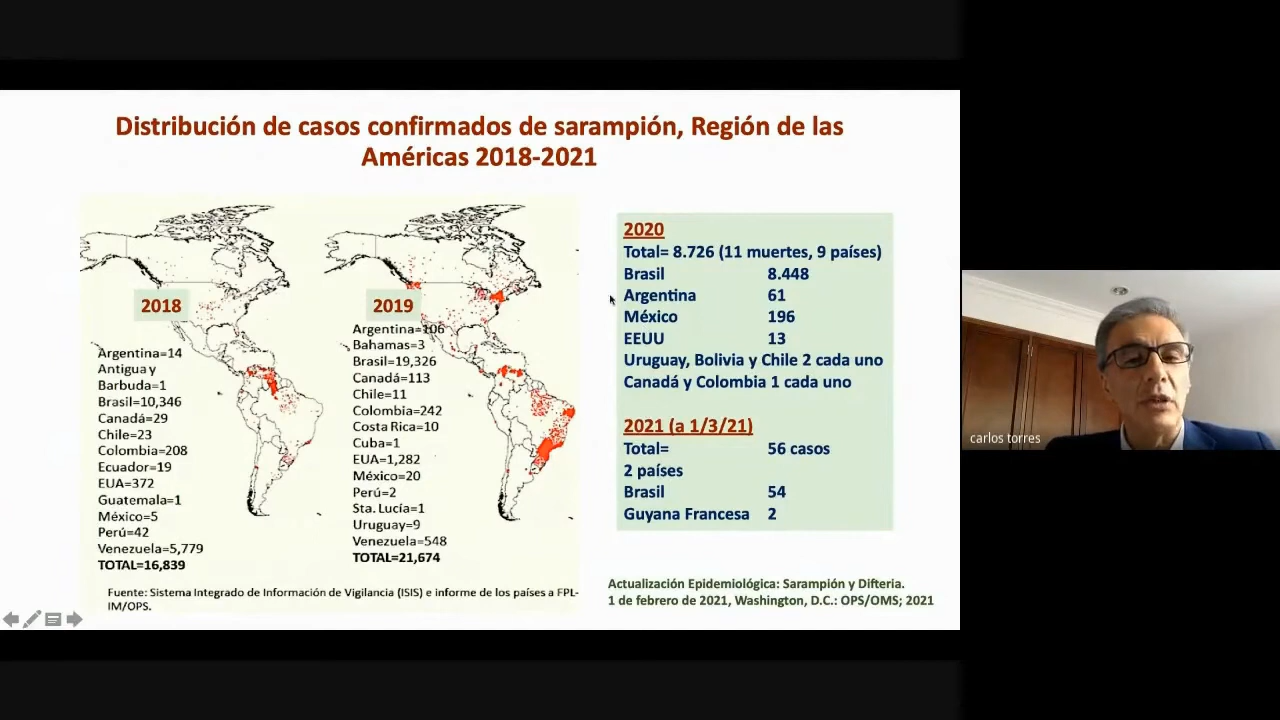 Distribución de casos confirmados de sarampión, Región de las
Américas 2018-2021
2018
Argentina=14
Antigua y
Barbuda=1
Brasil=10,346
Canadá=29
Chile=23
Colombia=208
Ecuador=19
EUA=372
Guatemala=1
México=5
Perú=42
Venezuela=5,779
TOTAL=16,839
2019
Argentina=106
Bahamas=3
Brasil=19,326
Canadá=113
Chile=11
Colombia=242
Costa Rica=10
Cuba=1
EUA=1,282
México=20
Perú=2
Sta. Lucía=1
Uruguay=9
Venezuela=548
TOTAL=21,674
Fuente: Sistema Integrado de Información de Vigilancia (ISIS) e informe de los países a FPL-
IM/OPS.
2020
Total= 8.726 (11 muertes, 9 países)
Brasil 8.448
Argentina 61
México 196
EEUU 13
Uruguay, Bolivia y Chile 2 cada uno
Canadá y Colombia 1 cada uno
2021 (a 1/3/21)
Total= 56 casos
2 países
Brasil 54
Guyana Francesa 2
Actualización Epidemiológica: Sarampión y Difteria.
1 de febrero de 2021, Washington, D.C.: OPS/OMS; 2021
carlos torres